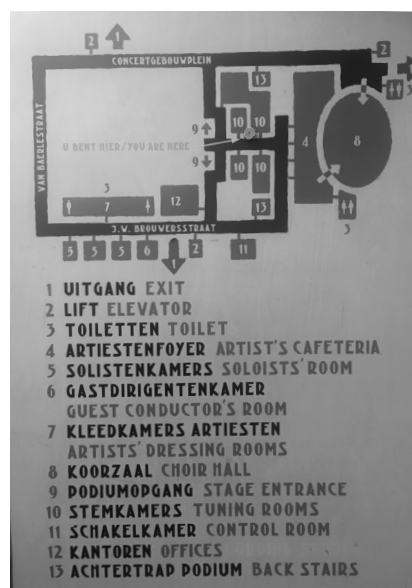 2 1
CONCERTGEBOUWPLEIN
2
13
3
VAN BAERLESTRAAT
9
10 10
4
8
U BENT HIER/YOU ARE HERE
9
10 10
3
7
12
13
3
J.W. BROUWERSSTRAAT
5 5 5 6 1 2 11
1 UITGANG EXIT
2 LIFT ELEVATOR
3 TOILETTEN TOILET
4 ARTIESTENFOYER ARTIST'S CAFETERIA
5 SOLISTENKAMERS SOLOISTS' ROOM
6 GASTDIRIGENTENKAMER
GUEST CONDUCTOR'S ROOM
7 KLEEDKAMERS ARTIESTEN
ARTISTS' DRESSING ROOMS
8 KOORZAAL CHOIR HALL
9 PODIUMOPGANG STAGE ENTRANCE
10 STEMKAMERS TUNING ROOMS
11 SCHAKELKAMER CONTROL ROOM
12 KANTOREN OFFICES
13 ACHTERTRAP PODIUM BACK STAIRS